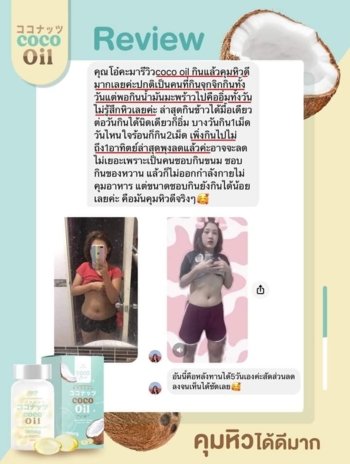 ココナッツ
COCO
Oil
Review
คุณโอ๋คะมารีวิวcoco oil กินแล้วคุมหิวดี
มากเลยค่ะปกติเป็นคนที่กินจุกจิกกินทั้ง
วันแต่พอกินน้ำมันมะพร้าวไปคืออิ่มทั้งวัน
ไม่รู้สึกหิวเลยค่ะ ล่าสุดกินข้าวได้มื้อเดียว
ต่อวันกินได้นิดเดียวก็อิ่ม บางวันกิน1เม็ด
วันไหนใจร้อนก็กิน2เม็ด เพิ่งกินไปไม่
ถึง1อาทิตย์ล่าสุดพุงลดแล้วค่ะอาจจะลด
ไม่เยอะเพราะเป็นคนชอบกินขนม ชอบ
กินของหวาน แล้วก็ไม่ออกกำลังกายไม่
คุมอาหาร แต่ขนาดชอบกินยังกินได้น้อย
เลยค่ะ คือมันคุมหิวดีจริงๆ🥰
อันนี้คือหลังทานได้5วันเองค่ะสัดส่วนลด
ลงจนเห็นได้ชัดเลย🥰
ココナッツ
coco
oil
coco
oil
คุมหิวได้ดีมาก